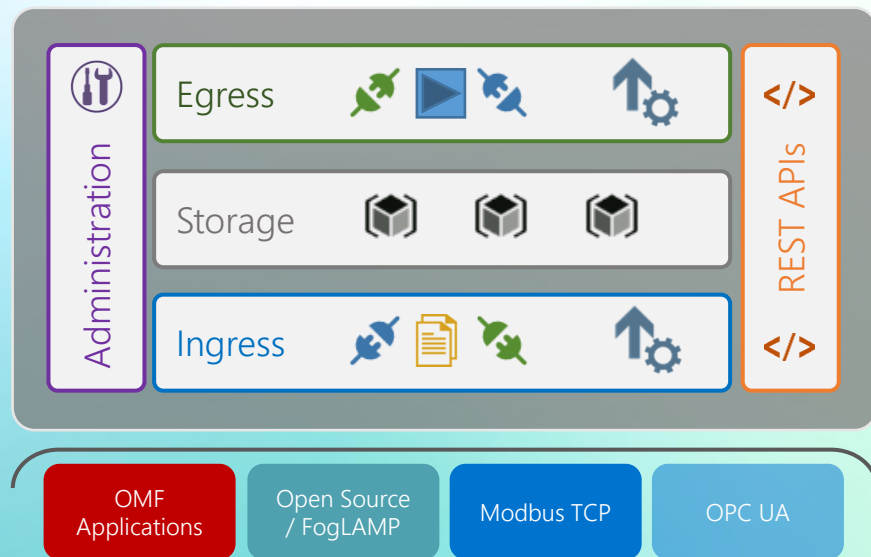 Administration
Egress
Storage
Ingress
</>
REST APIs
</>
OMF
Applications
Open Source
/ FogLAMP
Modbus TCP
OPC UA